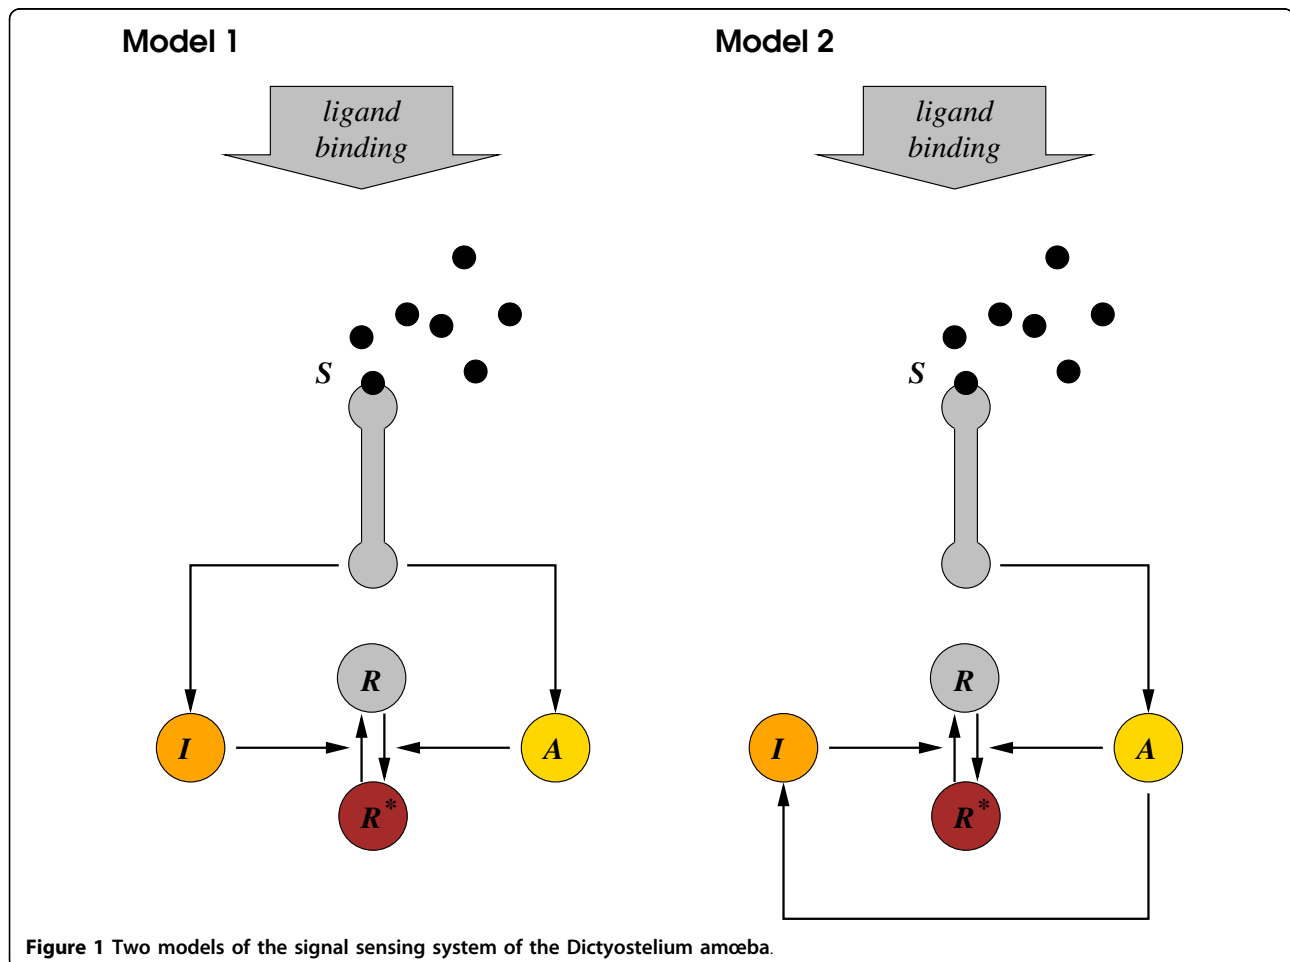 Model 1
Model 2
ligand
binding
ligand
binding
S
S
R
R
I
A
I
A
R*
R*
Figure 1 Two models of the signal sensing system of the Dictyostelium amœba.